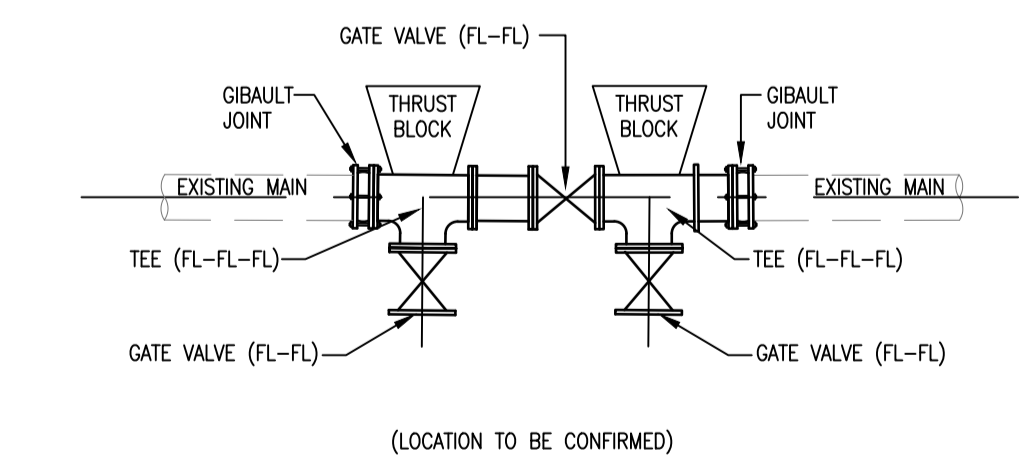 GATE VALVE (FL-FL)
GIBAULT
JOINT
THRUST
BLOCK
THRUST
BLOCK
GIBAULT
JOINT
EXISTING MAIN
EXISTING MAIN
TEE (FL-FL-FL)
TEE (FL-FL-FL)
GATE VALVE (FL-FL)
GATE VALVE (FL-FL)
(LOCATION TO BE CONFIRMED)